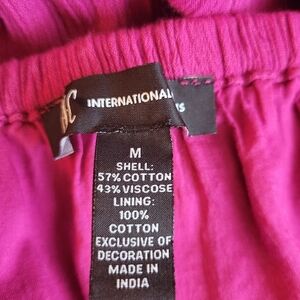 INTERNATIONAL
M
SHELL:
57% COTTON
43% VISCOSE
LINING:
100%
COTTON
EXCLUSIVE OF
DECORATION
MADE IN
INDIA